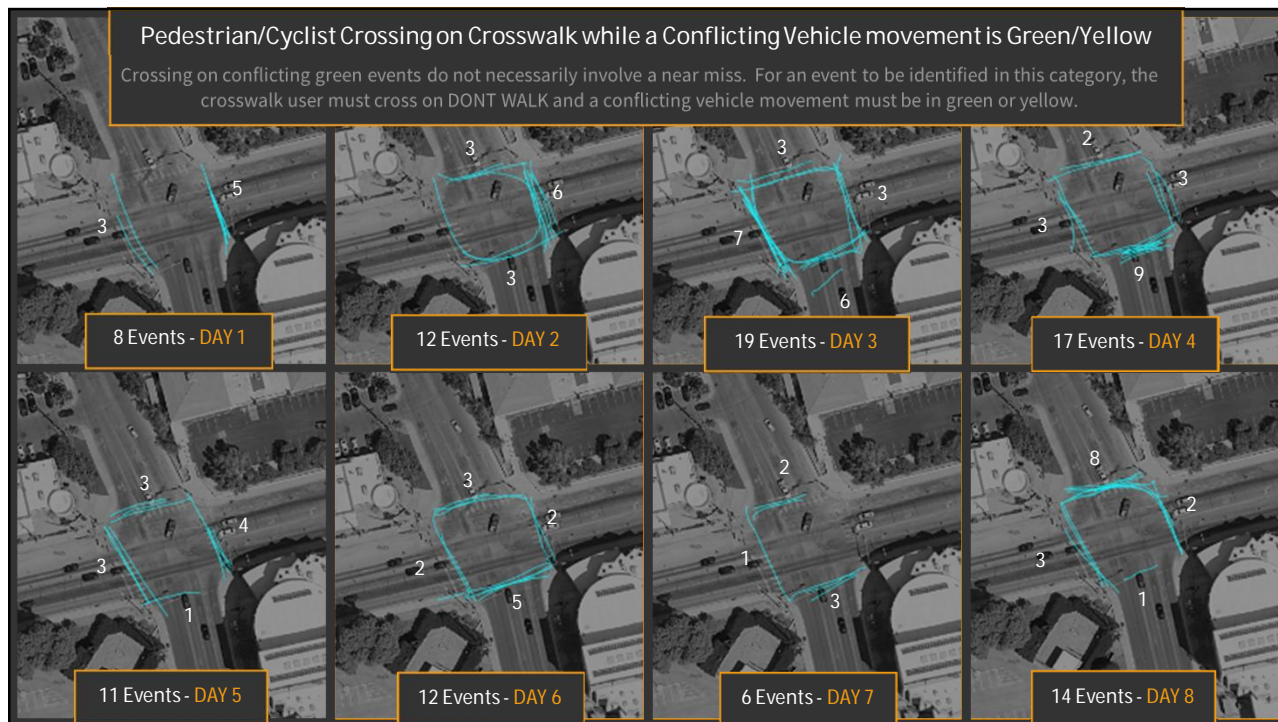 Pedestrian/Cyclist Crossing on Crosswalk while a Conflicting Vehicle movement is Green/Yellow
Crossing on conflicting green events do not necessarily involve a near miss. For an event to be identified in this category, the
crosswalk user must cross on DONT WALK and a conflicting vehicle movement must be in green or yellow.
5
3
8 Events - DAY 1
3
6
3
12 Events - DAY 2
3
3
7
6
19 Events - DAY 3
2
3
3
9
17 Events - DAY 4
3
4
3
1
11 Events - DAY 5
3
2
2
5
12 Events - DAY 6
2
1
3
6 Events - DAY 7
8
2
3
1
14 Events - DAY 8